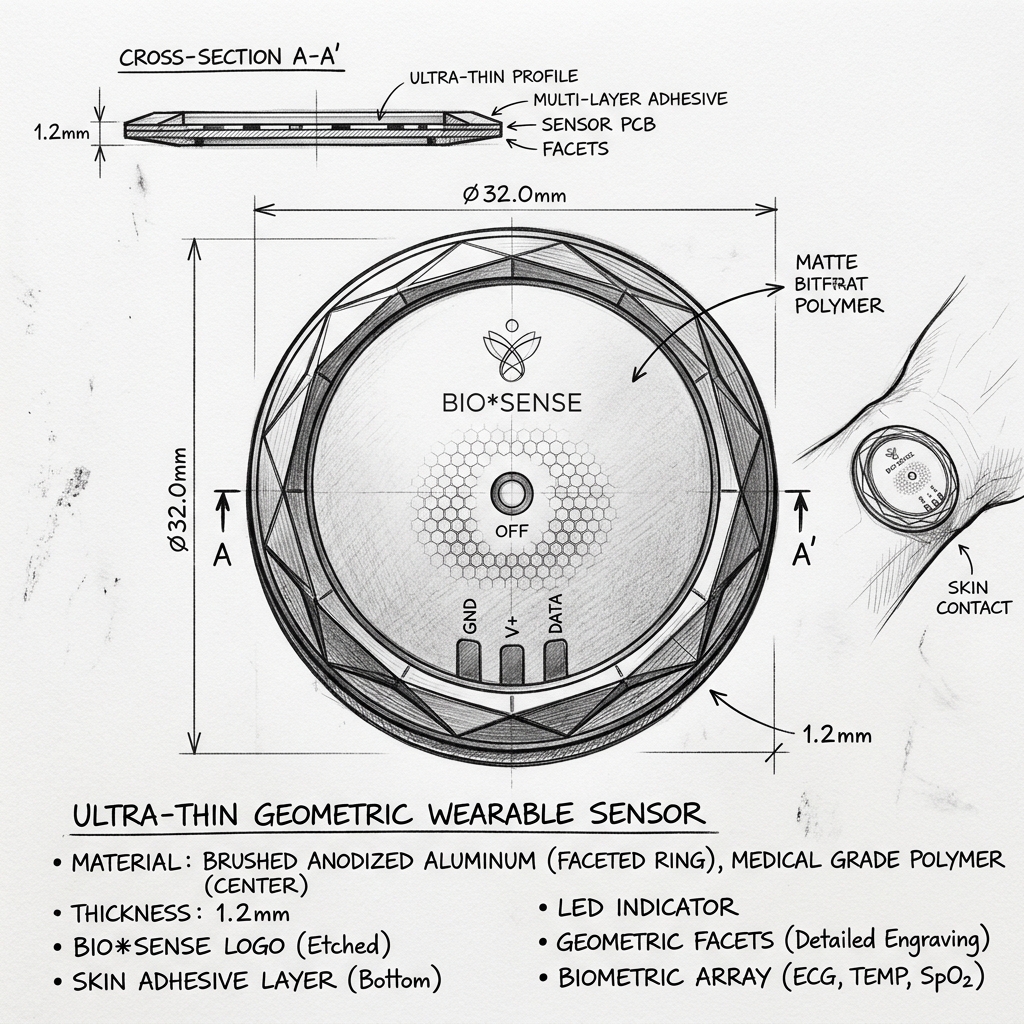 CROSS-SECTION A-A'
ULTRA-THIN PROFILE
MULTI-LAYER ADHESIVE
SENSOR PCB
FACETS
1.2mm
Ø32.0mm
MATTE
POLYMER
BIO*SENSE
OFF
Ø32.0mm
A
A'
GND
V+
DATA
SKIN
CONTACT
1.2mm
ULTRA-THIN GEOMETRIC WEARABLE SENSOR
• MATERIAL: BRUSHED ANODIZED ALUMINUM (FACETED RING), MEDICAL GRADE POLYMER
(CENTER)
• THICKNESS: 1.2mm
• BIO*SENSE LOGO (Etched)
• SKIN ADHESIVE LAYER (Bottom)
• LED INDICATOR
• GEOMETRIC FACETS (Detailed Engraving)
• BIOMETRIC ARRAY (ECG, TEMP, SpO₂)